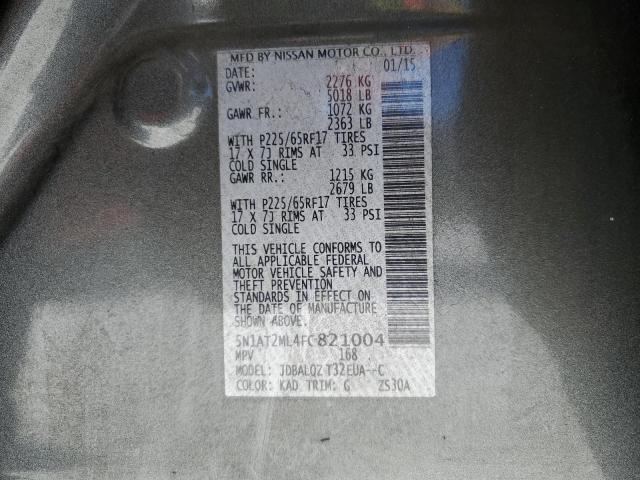 MFD BY NISSAN MOTOR CO., LTD.
DATE: 01/15
GVWR: 2276 KG
5018 LB
GAWR FR.: 1072 KG
2363 LB
WITH P225/65RF17 TIRES
17 X 7J RIMS AT 33 PSI
COLD SINGLE
GAWR RR.: 1215 KG
2679 LB
WITH P225/65RF17 TIRES
17 X 7J RIMS AT 33 PSI
COLD SINGLE
THIS VEHICLE CONFORMS TO
ALL APPLICABLE FEDERAL
MOTOR VEHICLE SAFETY AND
THEFT PREVENTION
STANDARDS IN EFFECT ON
THE DATE OF MANUFACTURE
SHOWN ABOVE.
5N1AT2ML4FC821004
MPV 168
MODEL: JDBALQZ T32EUA--C
COLOR: KAD TRIM: G ZS30A